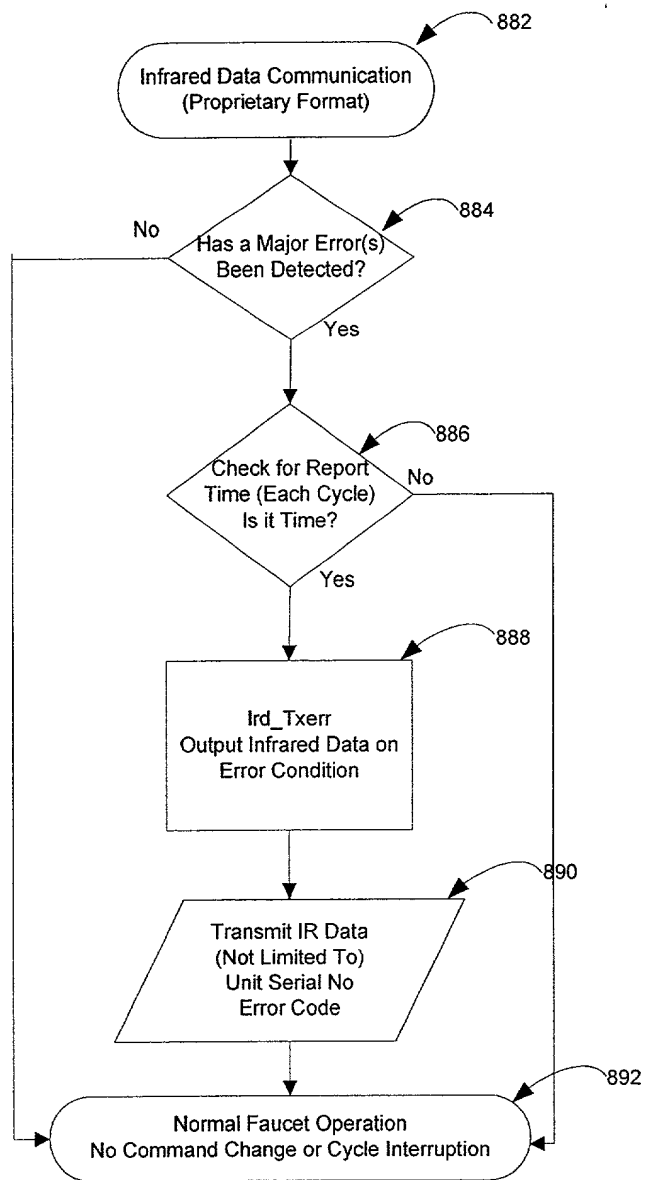 882
Infrared Data Communication
(Proprietary Format)
884
No
Has a Major Error(s)
Been Detected?
Yes
886
Check for Report
Time (Each Cycle)
Is it Time?
No
Yes
888
Ird_Txerr
Output Infrared Data on
Error Condition
890
Transmit IR Data
(Not Limited To)
Unit Serial No
Error Code
892
Normal Faucet Operation
No Command Change or Cycle Interruption